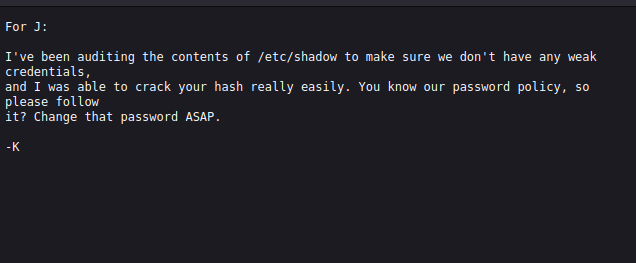 For J:
I've been auditing the contents of /etc/shadow to make sure we don't have any weak
credentials,
and I was able to crack your hash really easily. You know our password policy, so
please follow
it? Change that password ASAP.
-K